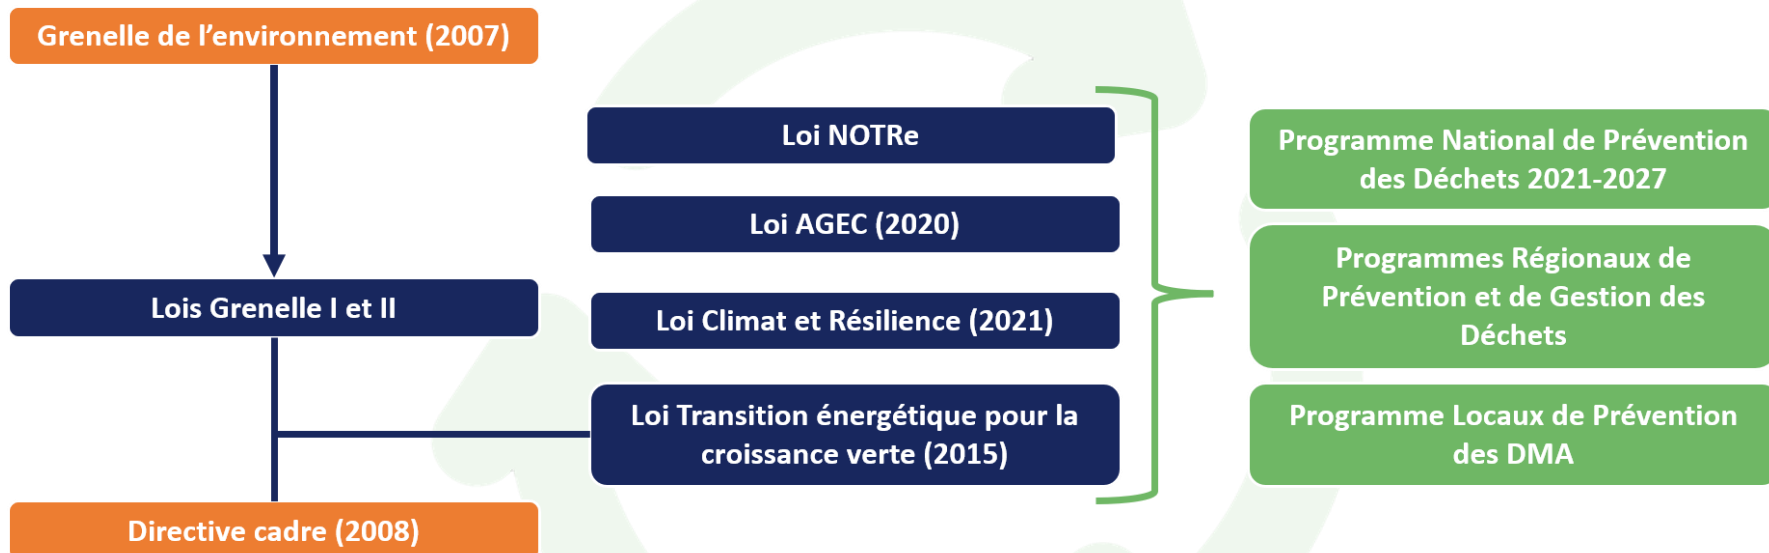 Grenelle de l’environnement (2007)
Lois Grenelle I et II
Directive cadre (2008)
Loi NOTRe
Loi AGEC (2020)
Loi Climat et Résilience (2021)
Loi Transition énergétique pour la
croissance verte (2015)
Programme National de Prévention
des Déchets 2021-2027
Programmes Régionaux de
Prévention et de Gestion des
Déchets
Programme Locaux de Prévention
des DMA